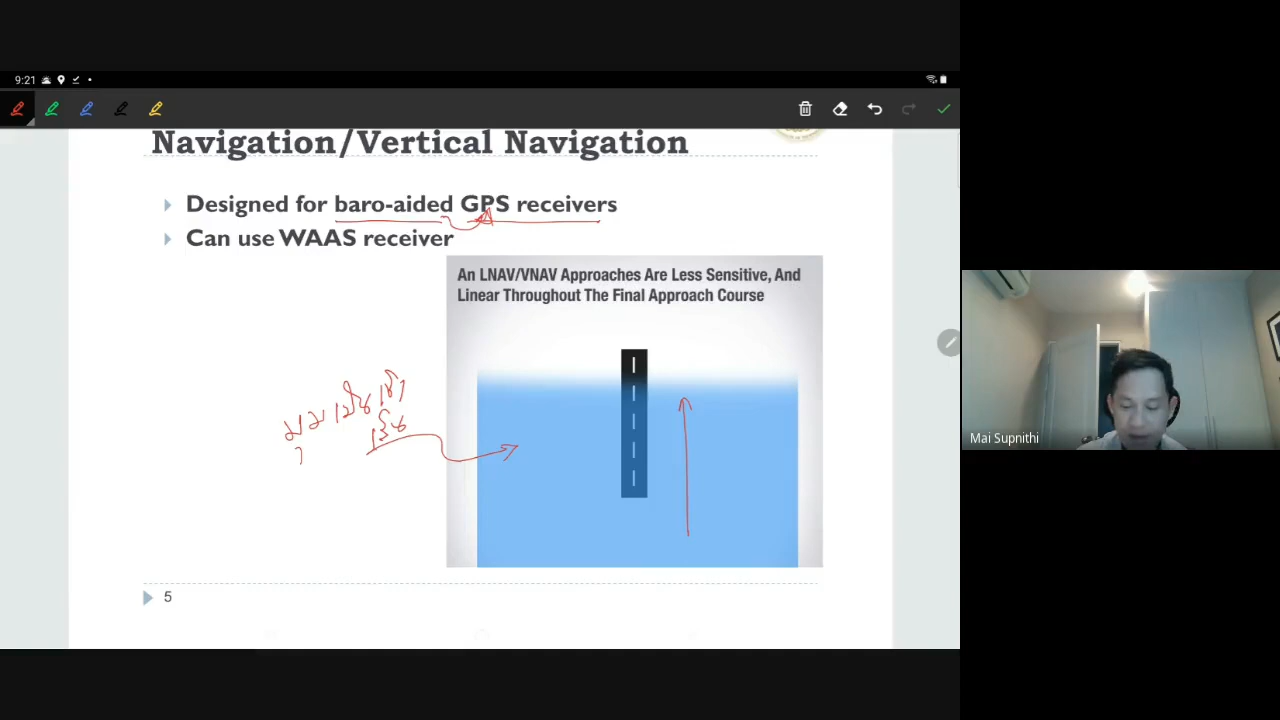 9:21
Navigation/Vertical Navigation
Designed for baro-aided GPS receivers
Can use WAAS receiver
An LNAV/VNAV Approaches Are Less Sensitive, And
Linear Throughout The Final Approach Course
5
Mai Supnithi